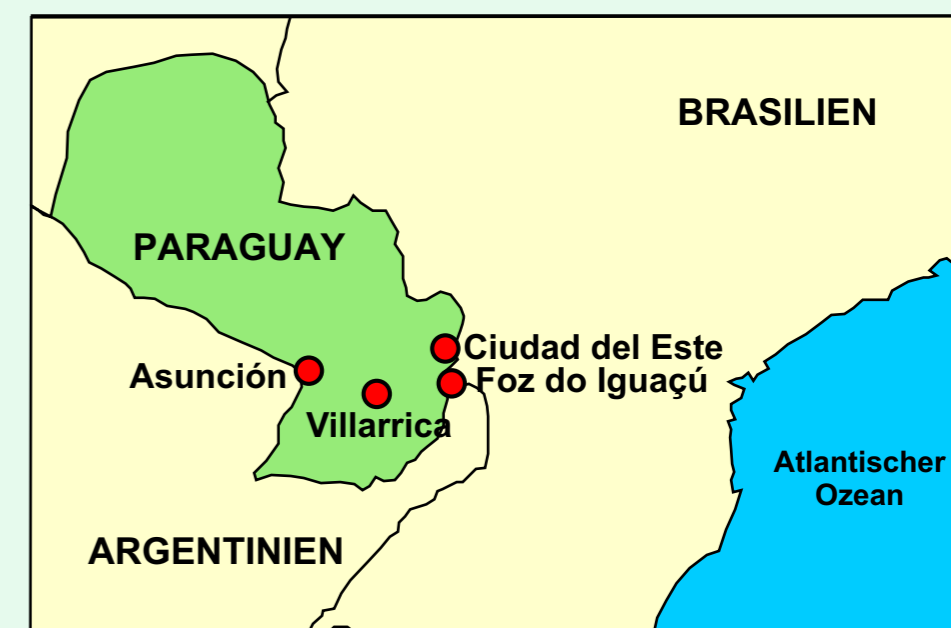 BRASILIEN
PARAGUAY
Ciudad del Este
Asunción
Foz do Iguaçú
Villarrica
Atlantischer
Ozean
ARGENTINIEN